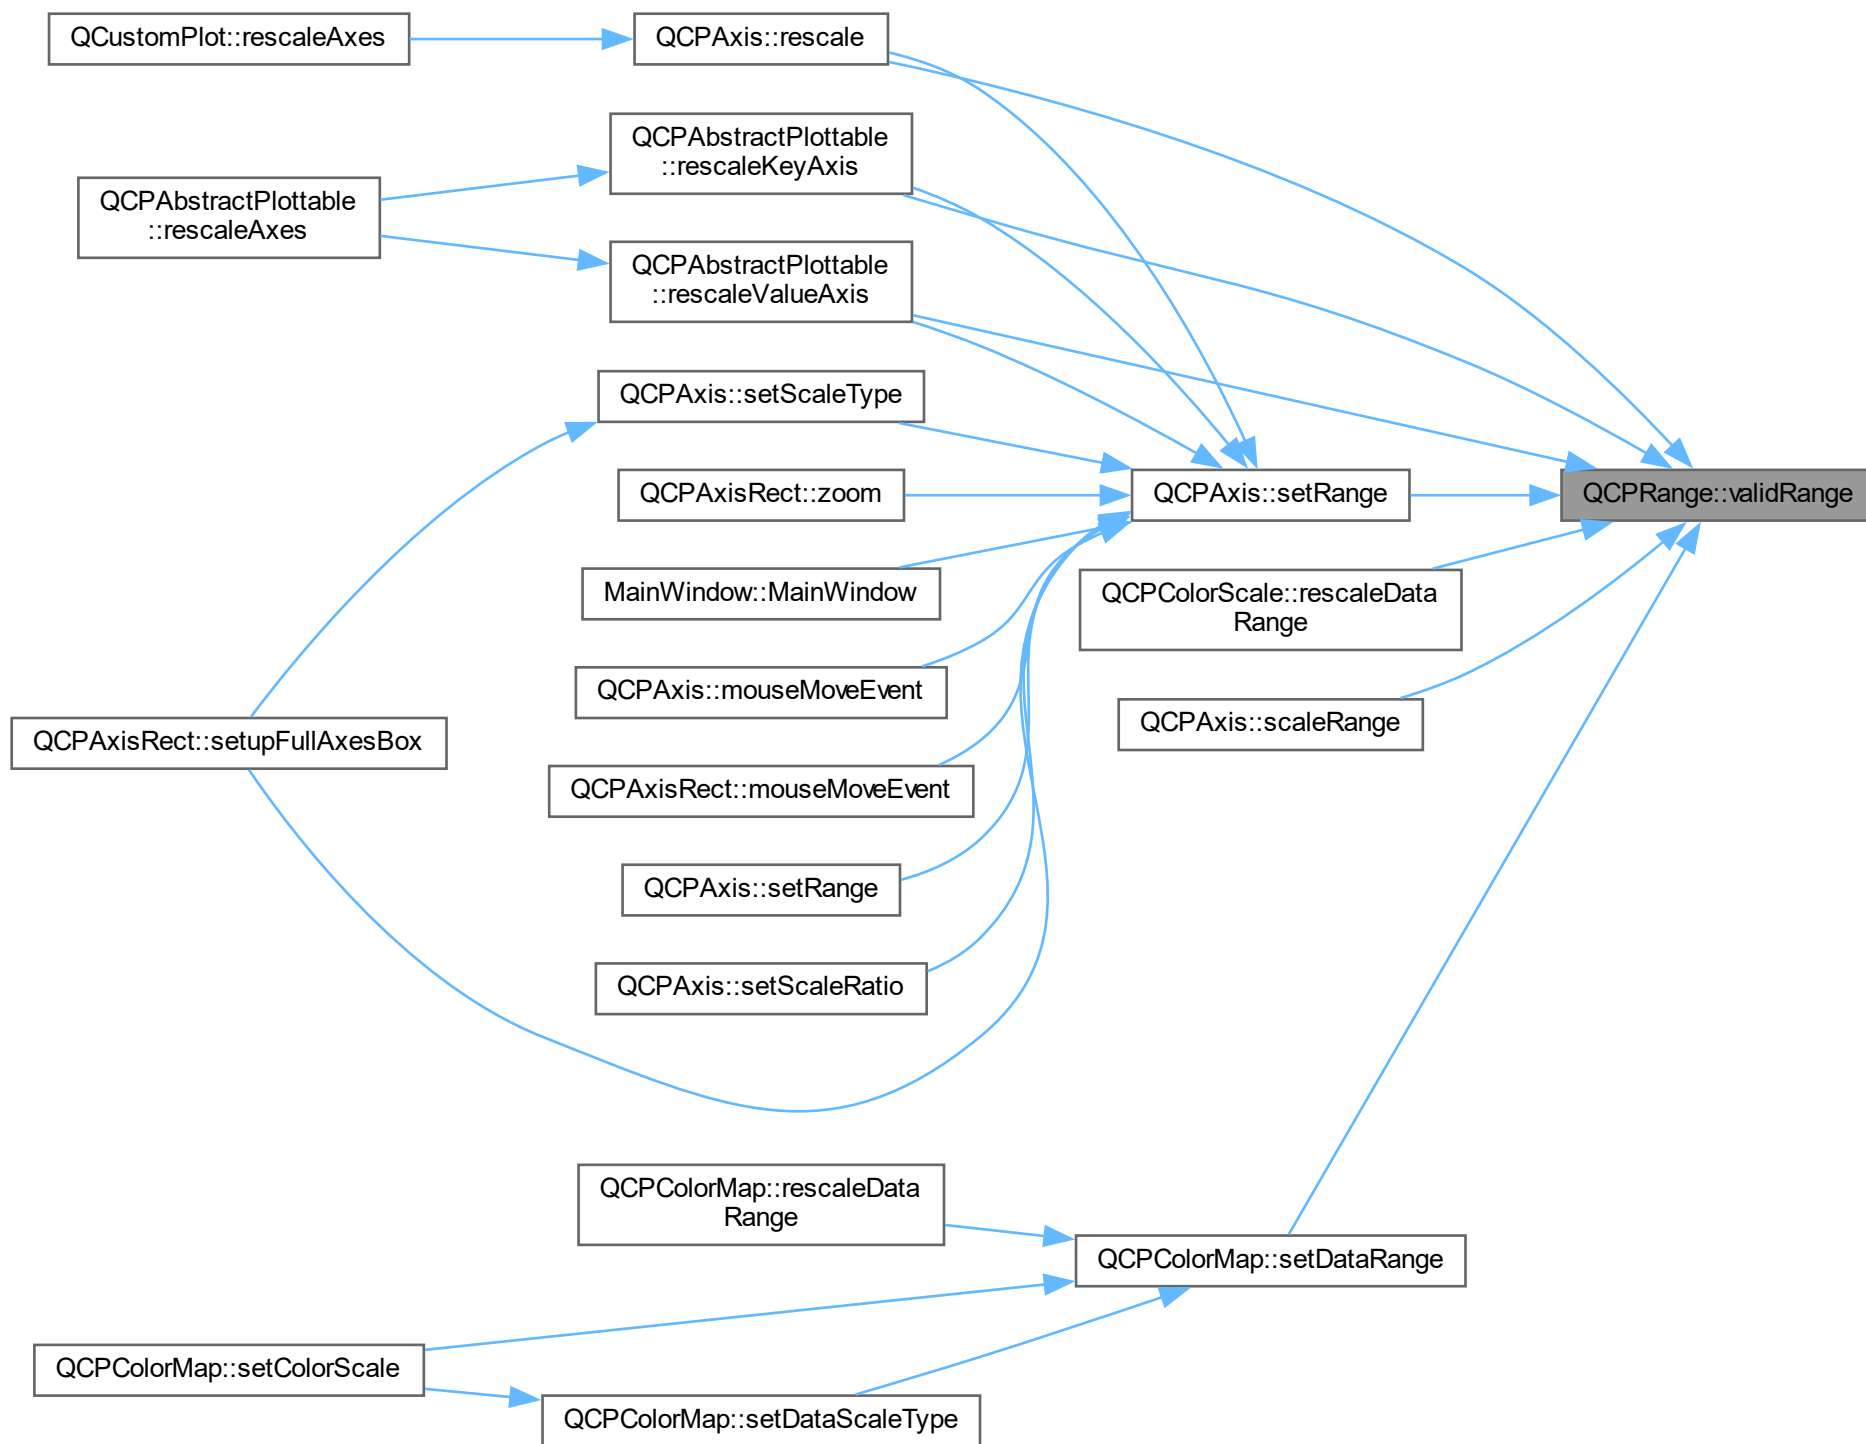 QCustomPlot::rescaleAxes
QCPAxis::rescale
QCPAbstractPlottable
::rescaleKeyAxis
QCPAbstractPlottable
::rescaleAxes
QCPAbstractPlottable
::rescaleValueAxis
QCPAxis::setScaleType
QCPAxisRect::zoom
QCPAxis::setRange
QCPRange::validRange
MainWindow::MainWindow
QCPColorScale::rescaleData
Range
QCPAxis::mouseMoveEvent
QCPAxis::scaleRange
QCPAxisRect::setupFullAxesBox
QCPAxisRect::mouseMoveEvent
QCPAxis::setRange
QCPAxis::setScaleRatio
QCPColorMap::rescaleData
Range
QCPColorMap::setDataRange
QCPColorMap::setColorScale
QCPColorMap::setDataScaleType